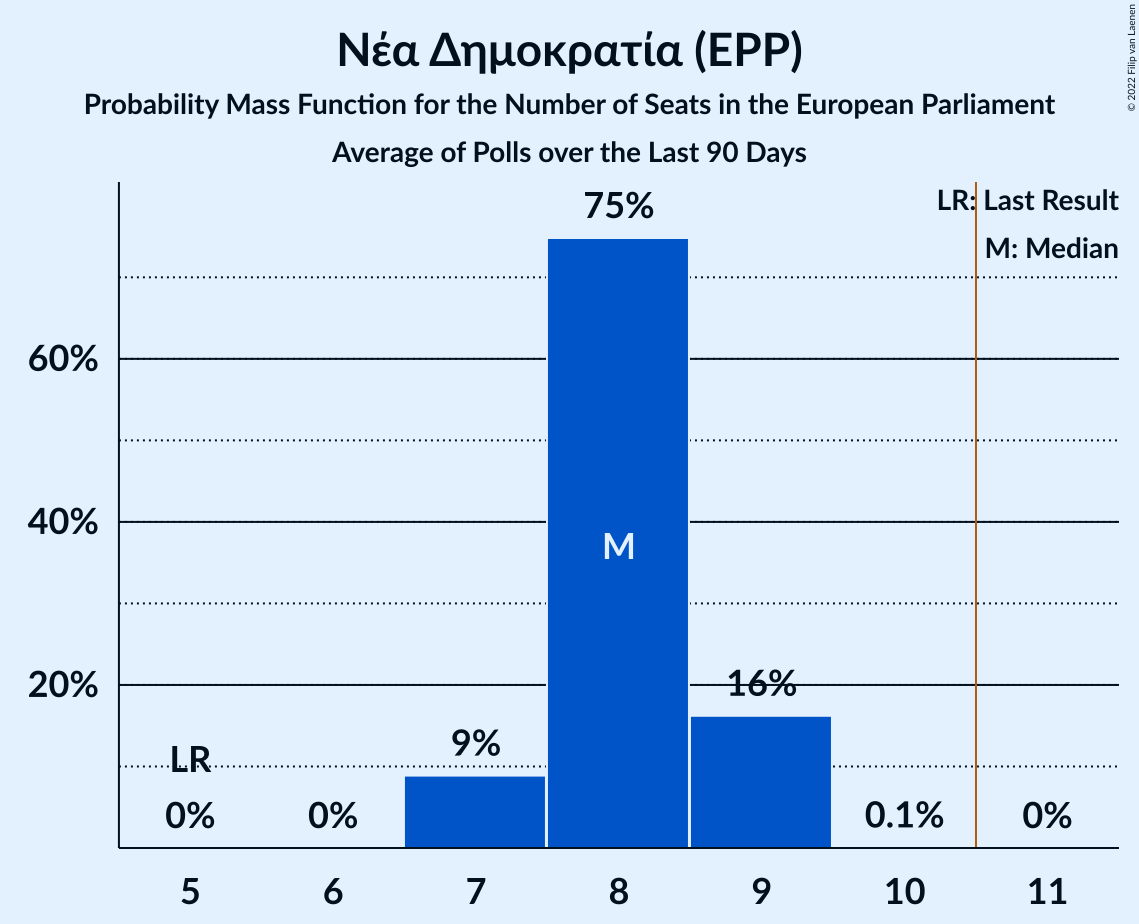 Νέα Δημοκρατία (EPP)
Probability Mass Function for the Number of Seats in the European Parliament
Average of Polls over the Last 90 Days
© 2022 Filip van Laenen
LR: Last Result
M: Median
75%
60%
40%
M
20%
16%
9%
LR
0%
0%
0.1%
0%
5
6
7
8
9
10
11